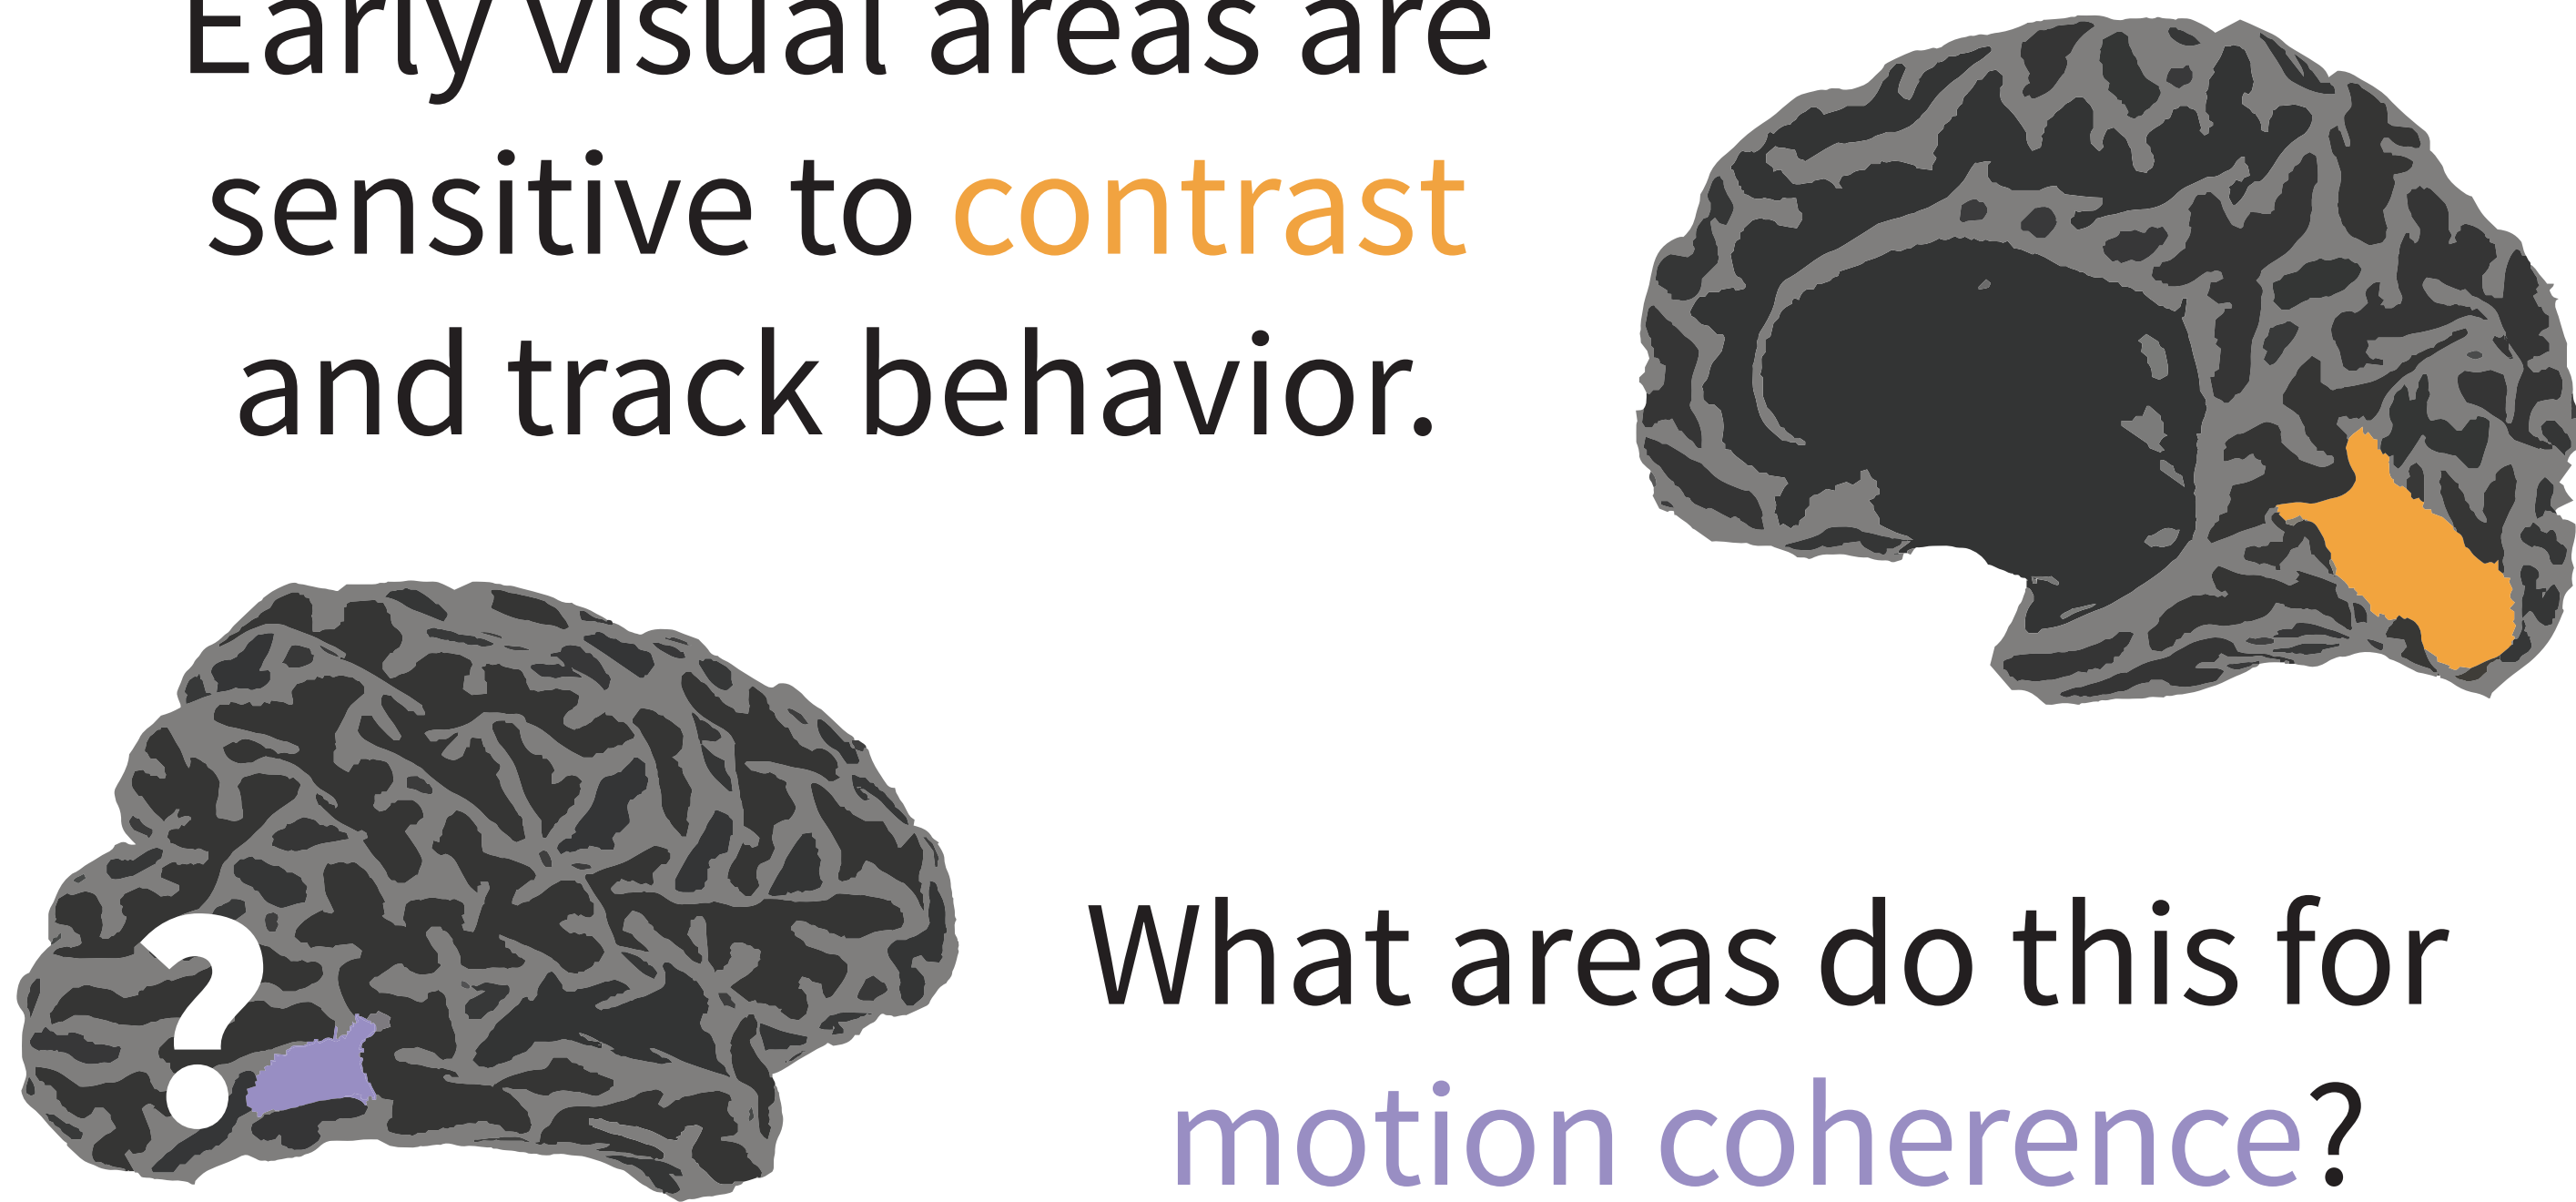 Early visual areas are
sensitive to contrast
and track behavior.
?
What areas do this for
motion coherence?